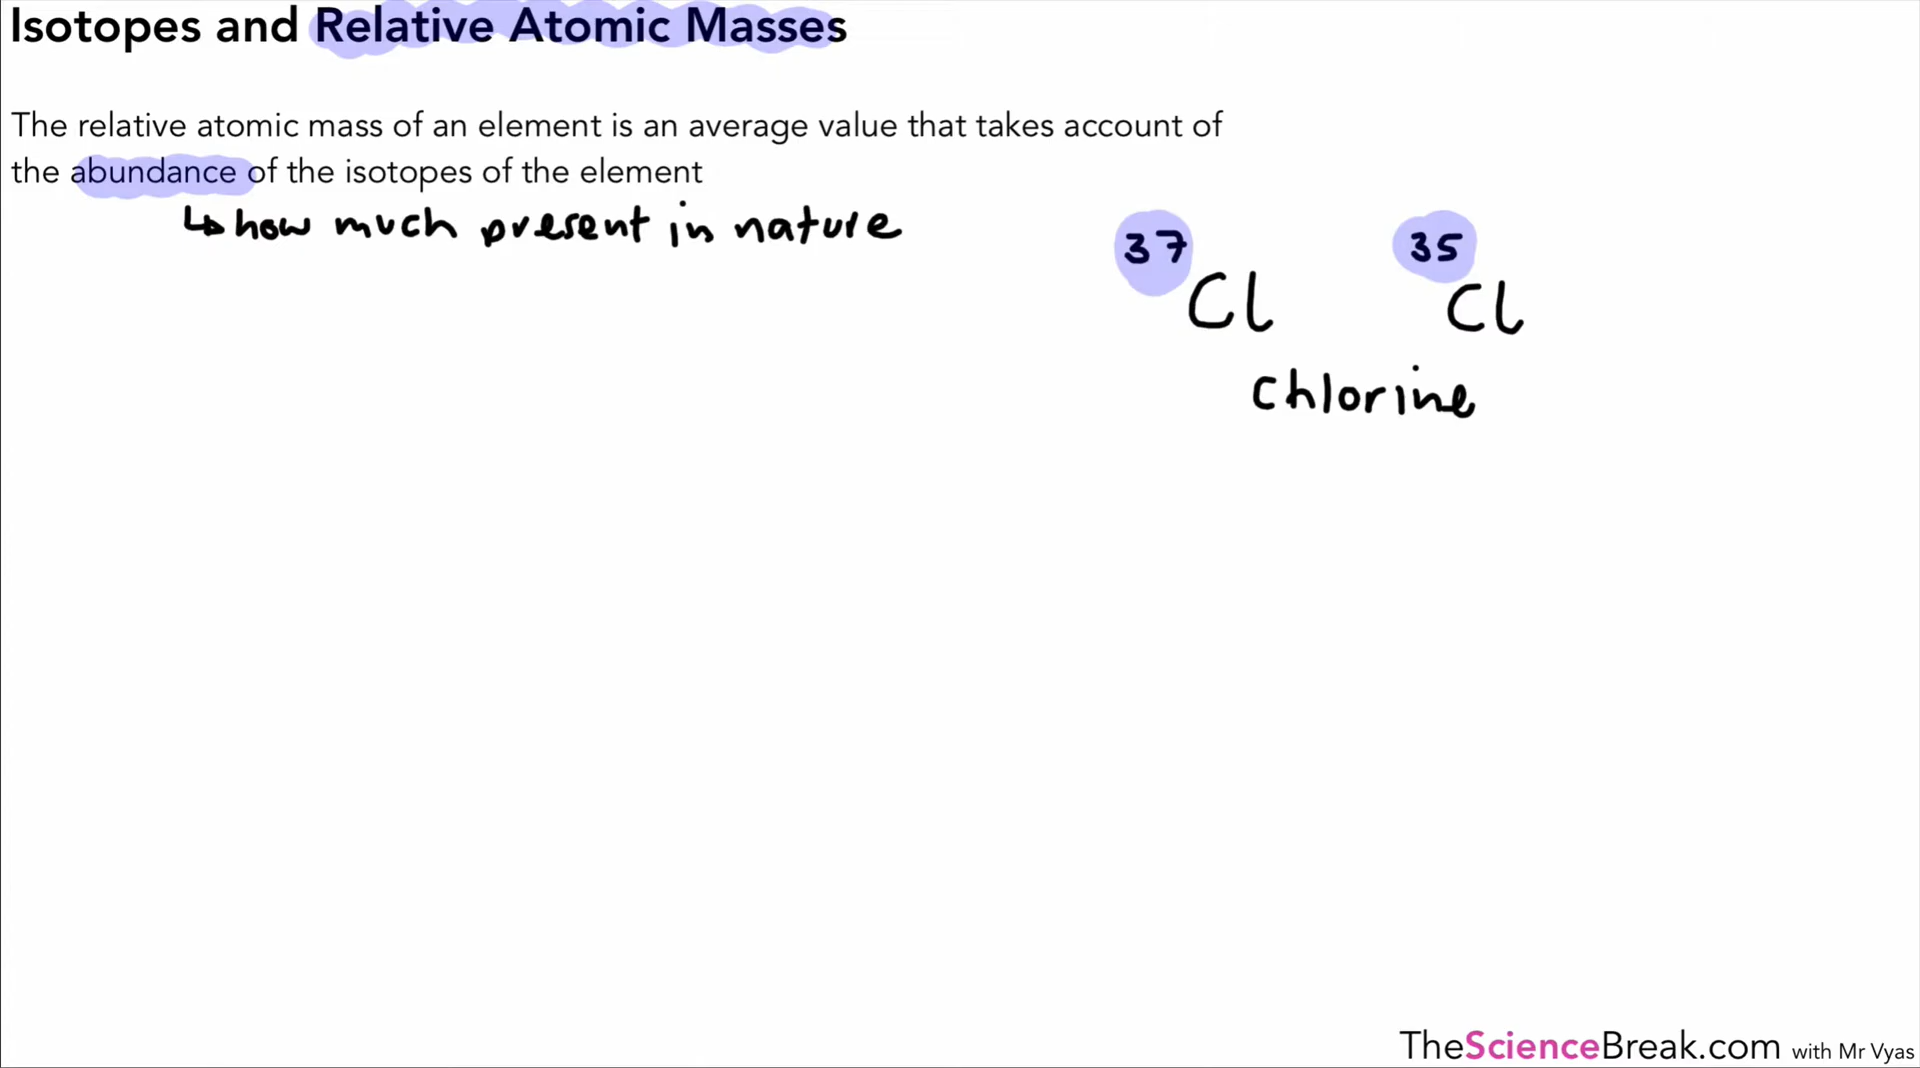 Isotopes and Relative Atomic Masses
The relative atomic mass of an element is an average value that takes account of
the abundance of the isotopes of the element
↳ how much present in nature
37 Cl 35 Cl
chlorine
TheScienceBreak.com with Mr Vyas